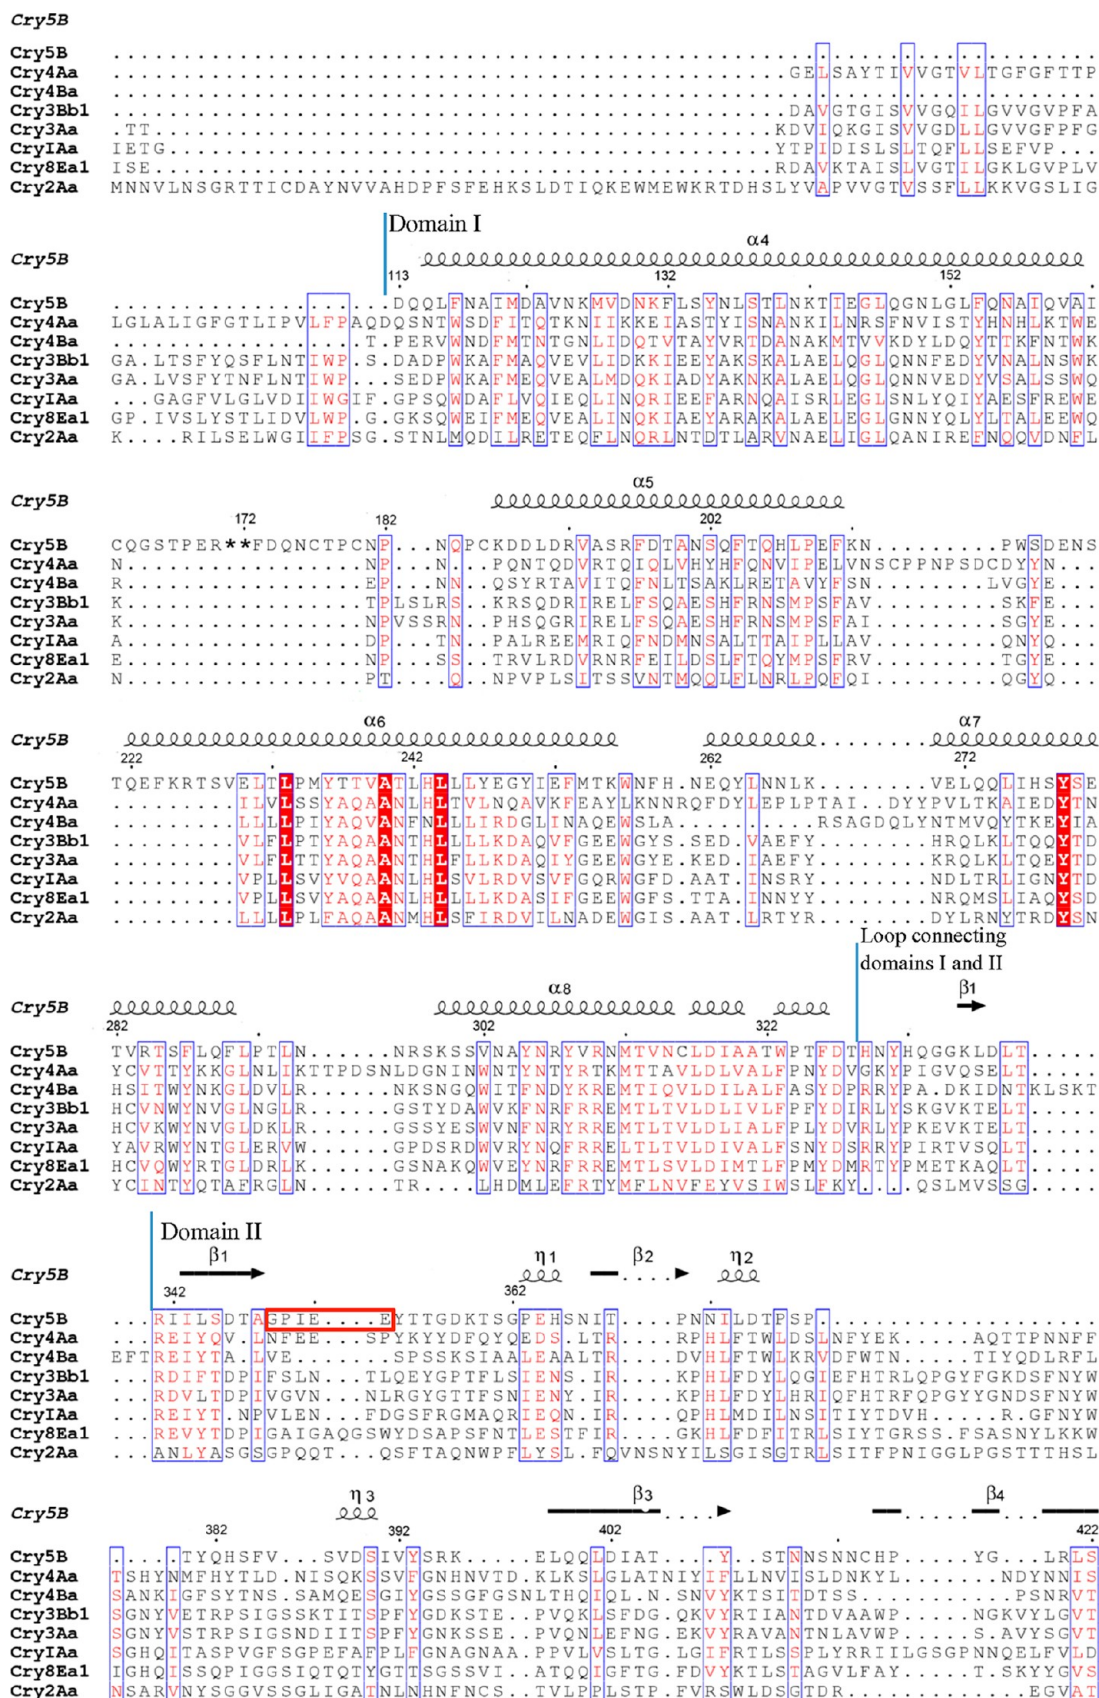 Cry5B
Cry5B ................................................................
Cry4Aa ................................................GELSAYTIVVGTVLTGFGFTTP
Cry4Ba ................................................................
Cry3Bb1 ................................................DAVGTGISVVGQILGVVGVPFA
Cry3Aa .TT............................................KDVIQKGISVVGDLLGVVGFPFG
CryIAa IETG...........................................YTPIDISLSLTQFLLSEFVP...
Cry8Ea1 ISE............................................RDAVKTAISLVGTILGKLGVPLV
Cry2Aa MNNVLNSGRTTICDAYNVVAHDPFSFEHKSLDTIQKEWMEWKRTDHSLYVAPVVGTVSSFLLKKVGSLIG
Domain I
Cry5B α4
113 132 152
Cry5B ....................DQQLFNAIMDAVNKMVDNKFLSYNLSTLNKTIEGLQGNLGLFQNAIQVAI
Cry4Aa LGLALIGFGTLIPVLFPAQDQSNTWSDFITQTKNIIKKEIASTYISNANKILNRSFNVISTYHNHLKTWE
Cry4Ba ..................T.PERVWNDFMTNTGNLIDQTVTAYVRTDANAKMTVVKDYLDQYTTKFNTWK
Cry3Bb1 GA.LTSFYQSFLNTIWP.S.DADPWKAFMAQVEVLIDKKIEEYAKSKALAELQGLQNNFEDYVNALNSWK
Cry3Aa GA.LVSFYTNFLNTIWP...SEDPWKAFMEQVEALMDQKIADYAKNKALAELQGLQNNVEDYVSALSSWQ
CryIAa ...GAGFVLGLVDIIWGIF.GPSQWDAFLVQIEQLINQRIEEFARNQAISRLEGLSNLYQIYAESFREWE
Cry8Ea1 GP.IVSLYSTLIDVLWP.G.GKSQWEIFMEQVEALINQKIAEYARAKALAELEGLGNNYQLYLTALEEWQ
Cry2Aa K....RILSELWGIIFPSG.STNLMQDILRETEQFLNQRLNTDTLARVNAELIGLQANIREFNQQVDNFL
Cry5B α5
172 182 202
Cry5B CQGSTPER**FDQNCTPCNP...NQPCKDDLDRVASRFDTANSQFTQHLPEFKN.........PWSDENS
Cry4Aa N.................NP...N...PQNTQDVRTQIQLVHYHFQNVIPELVNSCPPNPSDCDYYN...
Cry4Ba R.................EP...NN..QSYRTAVITQFNLTSAKLRETAVYFSN........LVGYE...
Cry3Bb1 K.................TPLSLRS..KRSQDRIRELFSQAESHFRNSMPSFAV.........SKFE...
Cry3Aa K.................NPVSSRN..PHSQGRIRELFSQAESHFRNSMPSFAI.........SGYE...
CryIAa A.................DP...TN..PALREEMRIQFNDMNSALTTAIPLLAV.........QNYQ...
Cry8Ea1 E.................NP...SS..TRVLRDVRNRFEILDSLFTQYMPSFRV.........TGYE...
Cry2Aa N.................PT...Q...NPVPLSITSSVNTMQQLFLNRLPQFQI.........QGYQ...
Cry5B α6 α7
222 242 262 272
Cry5B TQEFKRTSVELTLPMYTTVATLHLLLYEGYIEFMTKWNFH.NEQYLNNLK........VELQQLIHSYSE
Cry4Aa .........ILVLSSYAQAANLHLTVLNQAVKFEAYLKNNRQFDYLEPLPTAI..DYYPVLTKAIEDYTN
Cry4Ba .........LLLLPIYAQVANFNLLLIRDGLINAQEWSLA..........RSAGDQLYNTMVQYTKEYIA
Cry3Bb1 .........VLFLPTYAQAANTHLLLLKDAQVFGEEWGYS.SED.VAEFY........HRQLKLTQQYTD
Cry3Aa .........VLFLTTYAQAANTHLFLLKDAQIYGEEWGYE.KED.IAEFY........KRQLKLTQEYTD
CryIAa .........VPLLSVYVQAANLHLSVLRDVSVFGQRWGFD.AAT.INSRY........NDLTRLIGNYTD
Cry8Ea1 .........VPLLSVYAQAANLHLLLLKDASIFGEEWGFS.TTA.INNYY........NRQMSLIAQYSD
Cry2Aa .........LLLLPLFAQAANMHLSFIRDVILNADEWGIS.AAT.LRTYR........DYLRNYTRDYSN
Loop connecting
domains I and II
Cry5B α8 β1
282 302 322
Cry5B TVRTSFLQFLPTLN......NRSKSSVNAYNRYVRNMTVNCLDIAATWPTFDTHNYHQGGKLDLT.....
Cry4Aa YCVTTYKKGLNLIKTTPDSNLDGNINWNTYNTYRTKMTTAVLDLVALFPNYDVGKYPIGVQSELT.....
Cry4Ba HSITWYNKGLDVLR......NKSNGQWITFNDYKREMTIQVLDILALFASYDPRRYPA.DKIDNTKLSKT
Cry3Bb1 HCVNWYNVGLNGLR......GSTYDAWVKFNRFRREMTLTVLDLIVLFPFYDIRLYSKGVKTELT.....
Cry3Aa HCVKWYNVGLDKLR......GSSYESWVNFNRYRREMTLTVLDLIALFPLYDVRLYPKEVKTELT.....
CryIAa YAVRWYNTGLERVW......GPDSRDWVRYNQFRRELTLTVLDIVALFSNYDSRRYPIRTVSQLT.....
Cry8Ea1 HCVQWYRTGLDRLK......GSNAKQWVEYNRFRREMTLSVLDIMTLFPMYDMRTYPMETKAQLT.....
Cry2Aa YCINTYQTAFRGLN......TR....LHDMLEFRTYMFLNVFEYVSIWSLFKY...QSLMVSSG......
Domain II
Cry5B β1 η1 β2 η2
342 362
Cry5B ...RIILSDTAGPIE....EYTTGDKTSGPEHSNIT....PNNILDTPSP....................
Cry4Aa ...REIYQV.LNFEE...SPYKYYDFQYQEDS.LTR....PHLFTWLDSLNFYEK......AQTTPNNFF
Cry4Ba EFTREIYTA.LVE.......SPSSKSIAALEAALTR....DVHLFTWLKRVDFWTN.....TIYQDLRFL
Cry3Bb1 ...RDIFTDPIFSLN...TLQEYGPTFLSIENS.IR....KPHLFDYLQGIEFHTRLQPGYFGKDSFNYW
Cry3Aa ...RDVLTDPIVGVN...NLRGYGTTFSNIENY.IR....KPHLFDYLHRIQFHTRFQPGYYGNDSFNYW
CryIAa ...REIYT.NPVLEN...FDGSFRGMAQRIEQN.IR....QPHLMDILNSITIYTDVH.....R.GFNYW
Cry8Ea1 ...REVYTDPIGAIGAQGSWYDSAPSFNTLESTFIR....GKHLFDFITRLSIYTGRSS.FSASNYLKKW
Cry2Aa ...ANLYASGSGPQQT..QSFTAQNWPFLYSL.FQVNSNYILSGISGTRLSITFPNIGGLPGSTTTHSL
Cry5B η3 β3 β4
382 392 402 422
Cry5B .....TYQHSFV...SVDSIVYSRK.....ELQQLDIAT....Y..STNNSNNCHP.....YG...LRLS
Cry4Aa TSHYNMFHYTLD.NISQKSSVFGNHNVTD.KLKSLGLATNIYIFLLNVISLDNKYL.......NDYNNIS
Cry4Ba SANKIGFSYTNS.SAMQESGIYGSSGFGSNLTHQIQL.N.SNVYKTSITDTSS..........PSNRVT
Cry3Bb1 SGNYVETRPSIGSSKTITSPFYGDKSTE..PVQKLSFDG.QKVYRTIANTDVAAWP.....NGKVYLGVT
Cry3Aa SGNYVSTRPSIGSNDIITSPFYGNKSSE..PVQNLEFNG.EKVYRAVANTNLAVWP.....S.AVYSGVT
CryIAa SGHQITASPVGFSGPEFAFPLFGNAGNAA.PPVLVSLTG.LGIFRTLSSPLYRRIILGSGPNNQELFVLD
Cry8Ea1 IGHQISSQPIGGSIQTQTYGTTSGSSVI..ATQQIGFTG.FDVYKTLSTAGVLFAY......T.SKYYGVS
Cry2Aa NSARVNYSGGVSSGLIGATNLNHNFNCS..TVLPPLSTP.FVRSWLDSGTDR...........EGVAT